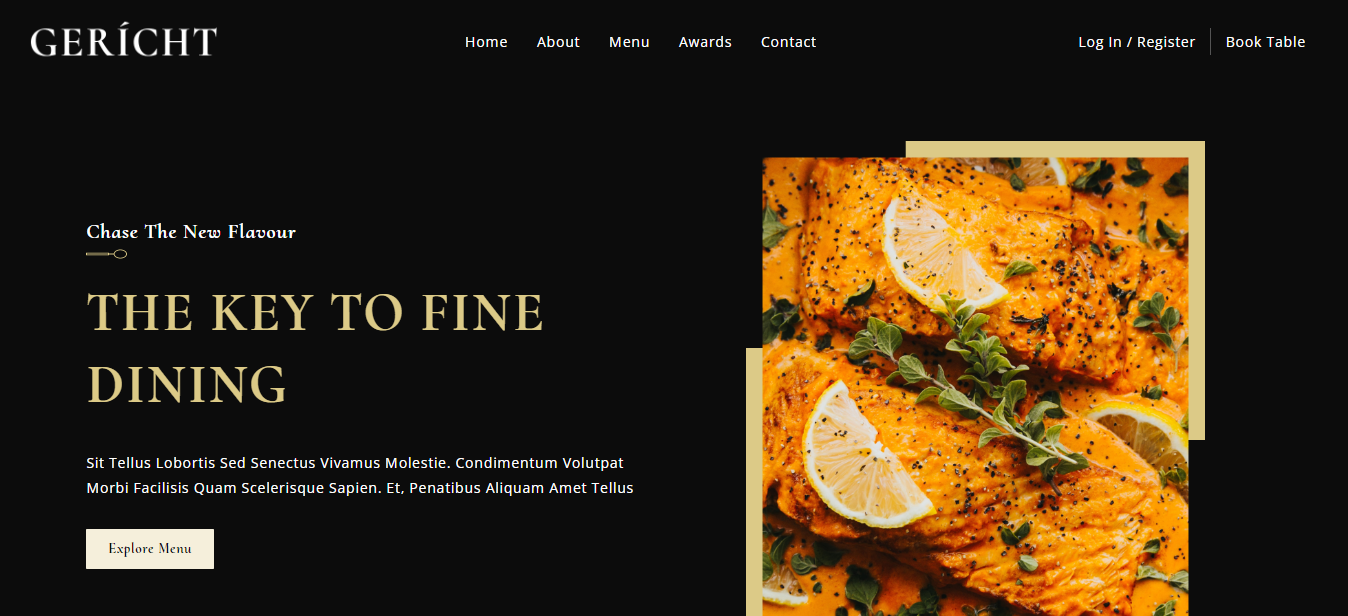 GERÍCHT
Home About Menu Awards Contact
Log In / Register Book Table
Chase The New Flavour
THE KEY TO FINE
DINING
Sit Tellus Lobortis Sed Senectus Vivamus Molestie. Condimentum Volutpat
Morbi Facilisis Quam Scelerisque Sapien. Et, Penatibus Aliquam Amet Tellus
Explore Menu